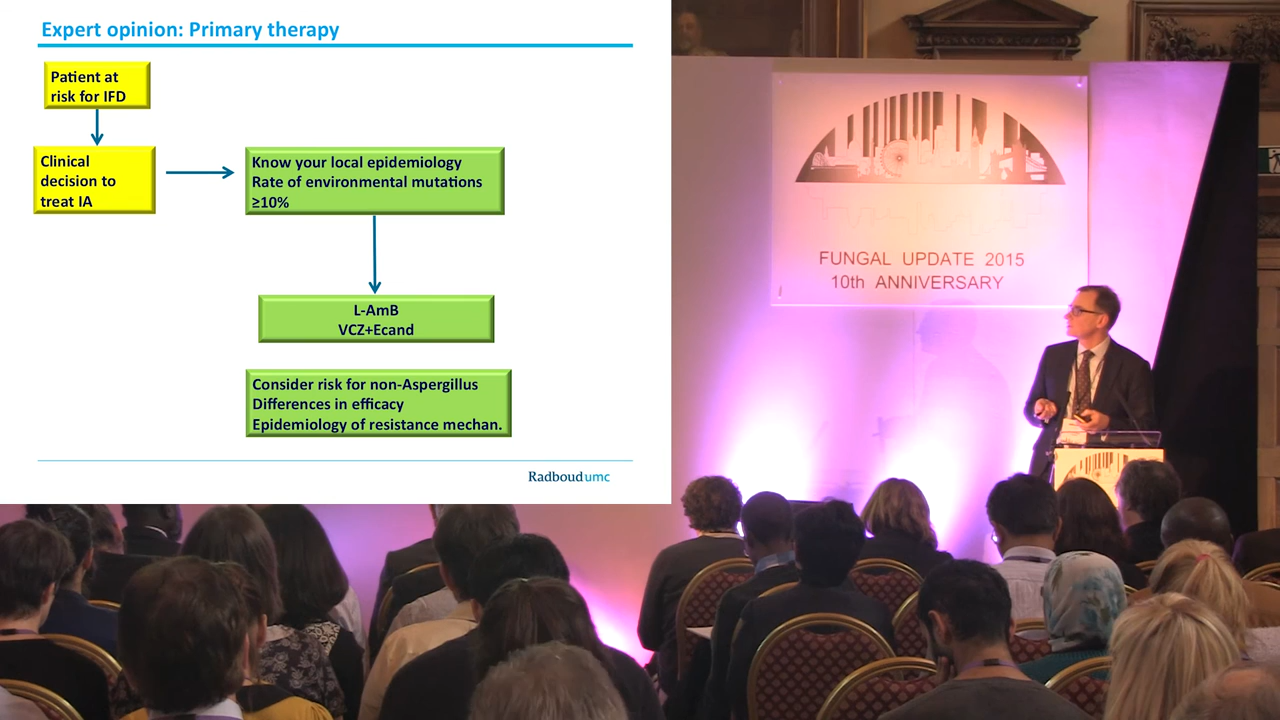 Expert opinion: Primary therapy
Patient at
risk for IFD
Clinical
decision to
treat IA
Know your local epidemiology
Rate of environmental mutations
≥10%
L-AmB
VCZ+Ecand
Consider risk for non-Aspergillus
Differences in efficacy
Epidemiology of resistance mechan.
Radboudumc
FUNGAL UPDATE 2015
10th ANNIVERSARY